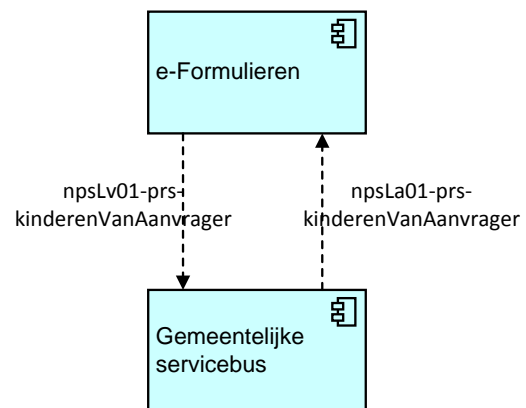 e-Formulieren
npsLv01-prs-
kinderenVanAanvrager
npsLa01-prs-
kinderenVanAanvrager
Gemeentelijke
servicebus